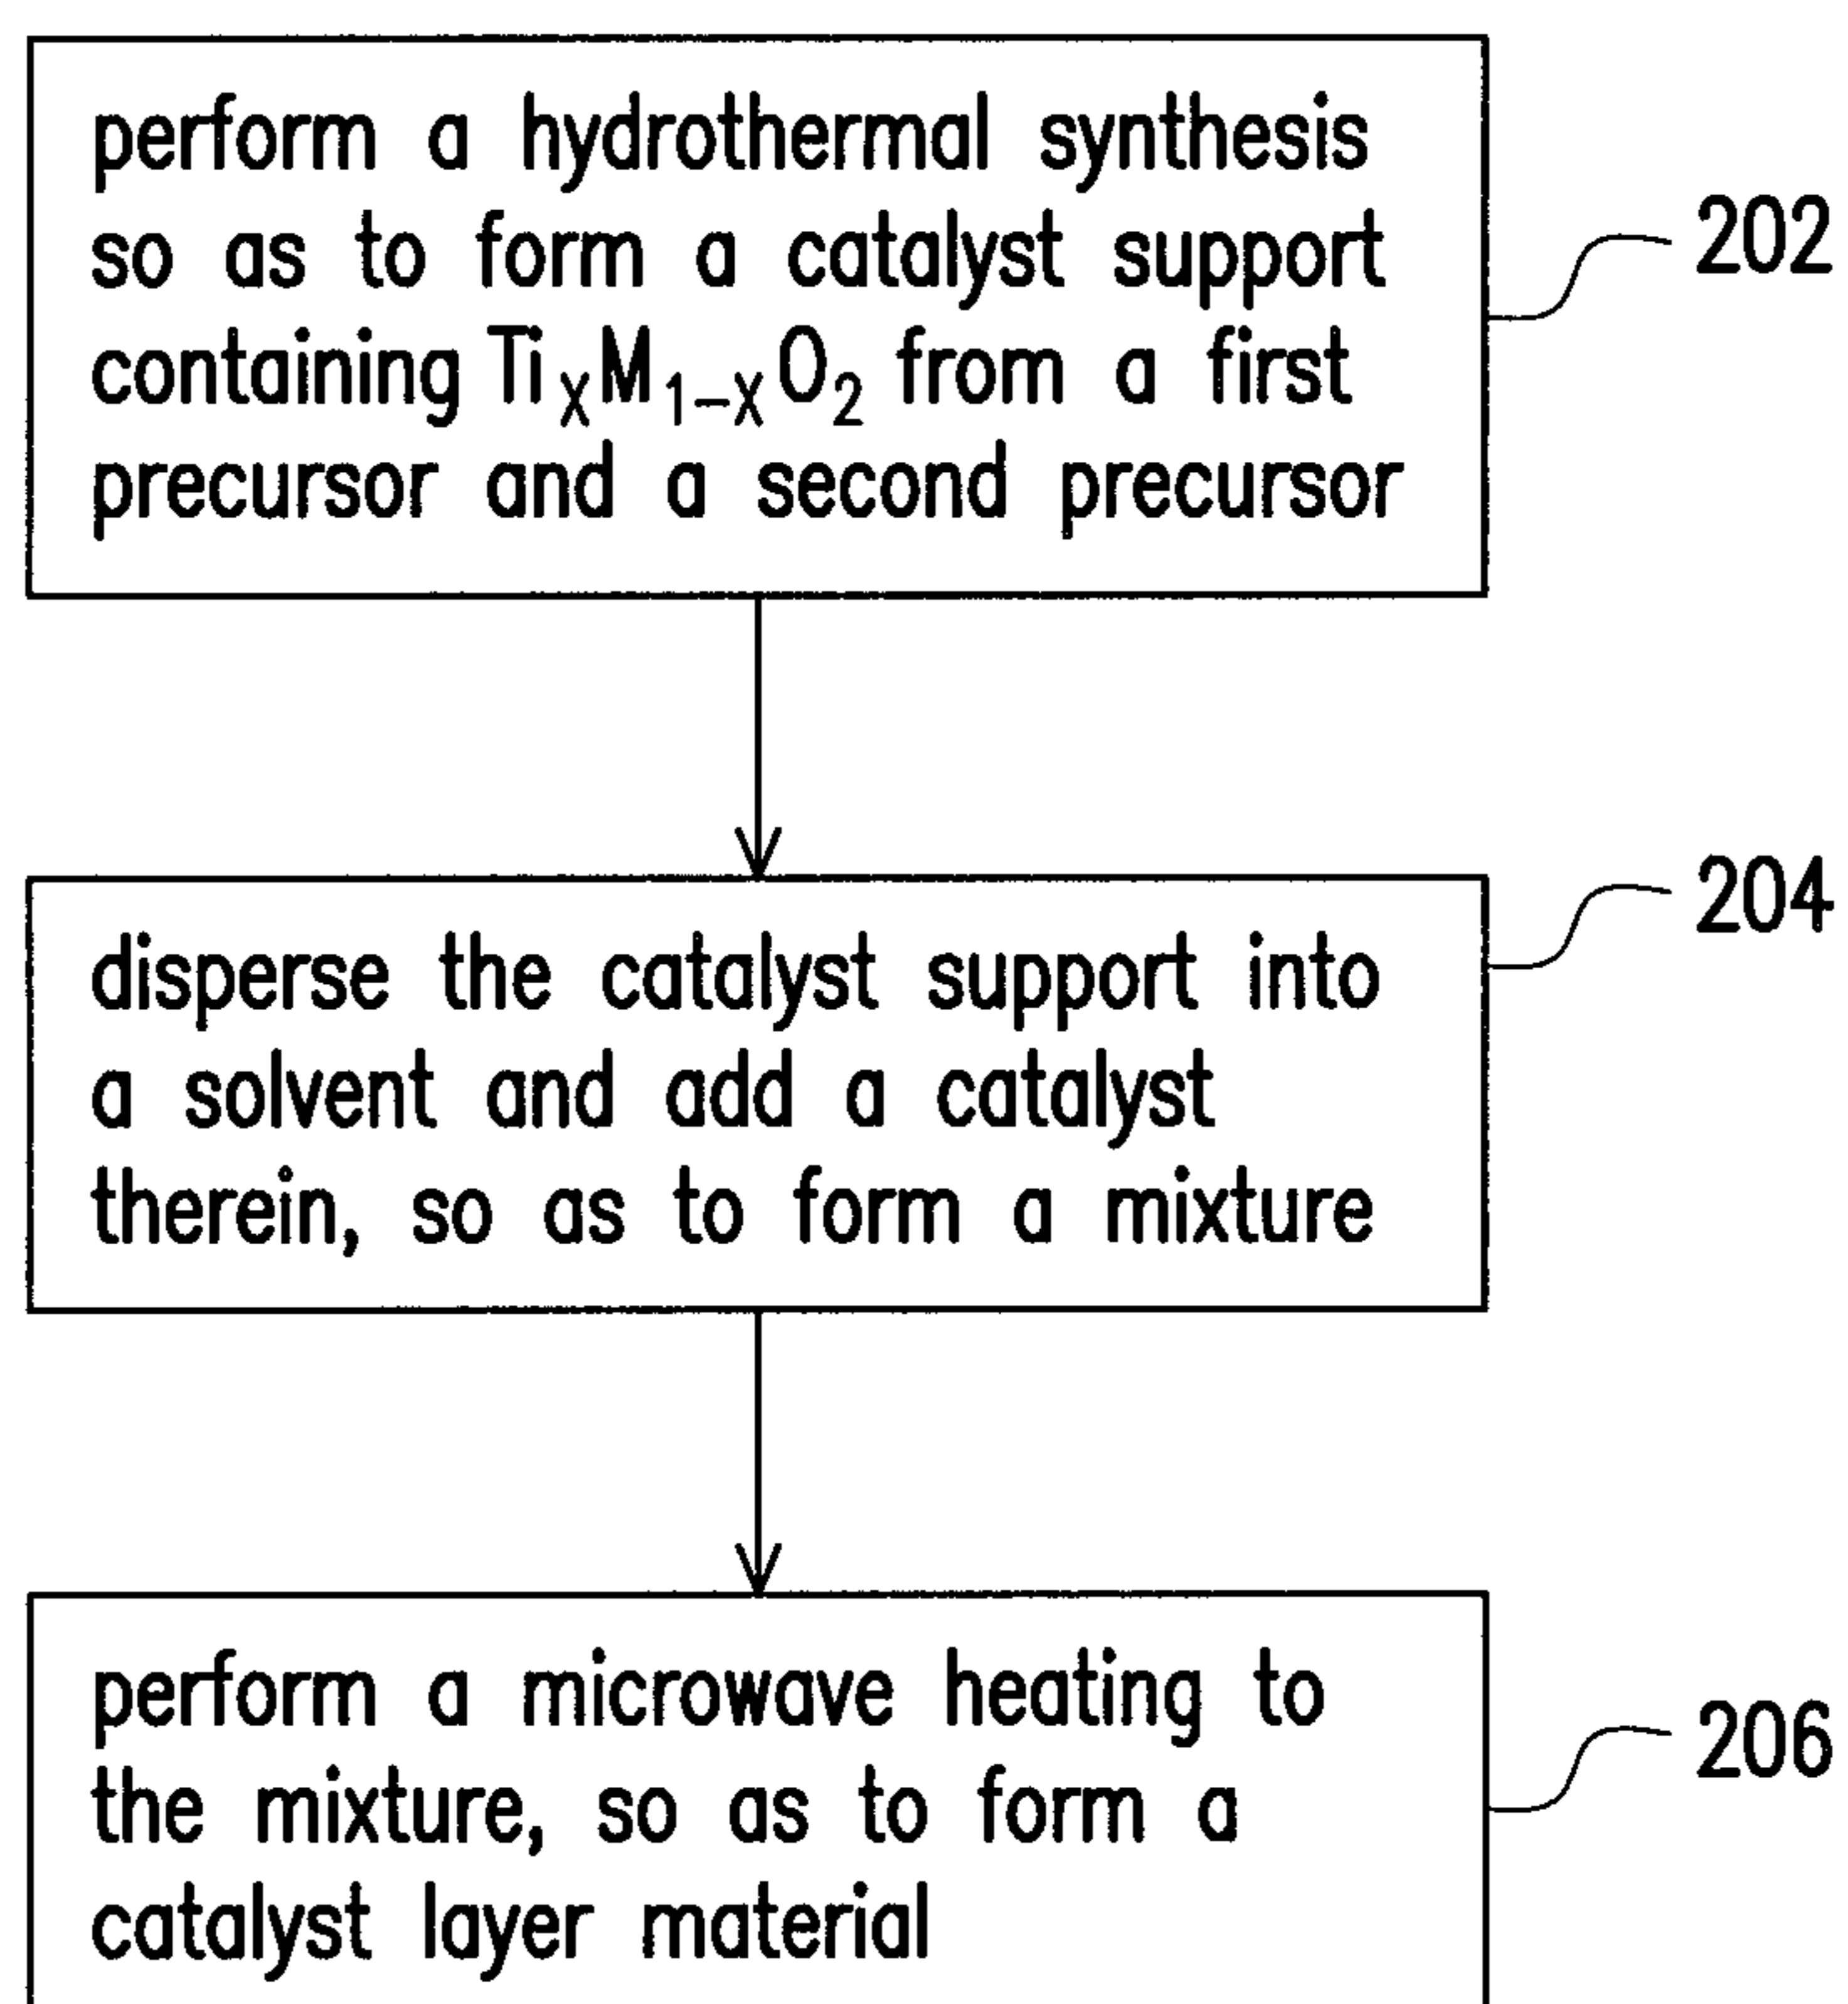 perform a hydrothermal synthesis
so as to form a catalyst support
containing TiₓM₁₋ₓO₂ from a first
precursor and a second precursor
202
disperse the catalyst support into
a solvent and add a catalyst
therein, so as to form a mixture
204
perform a microwave heating to
the mixture, so as to form a
catalyst layer material
206